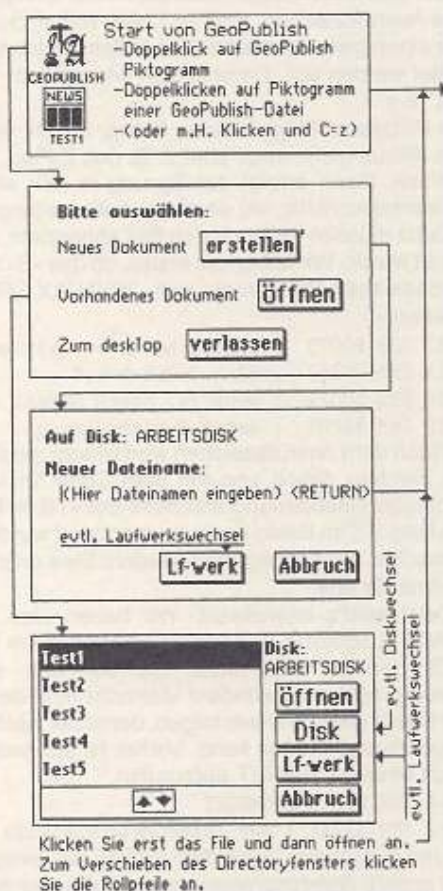 Start von GeoPublish
-Doppelklick auf GeoPublish
Piktogramm
-Doppelklicken auf Piktogramm
einer GeoPublish-Datei
-(oder m.H. Klicken und C=z)
GEOPUBLISH
NEWS
TEST1
Bitte auswählen:
Neues Dokument erstellen
Vorhandenes Dokument öffnen
Zum desktop verlassen
Auf Disk: ARBEITSDISK
Neuer Dateiname:
(Hier Dateinamen eingeben) <RETURN>
evtl. Laufwerkswechsel
Lf-werk Abbruch
Test1
Test2
Test3
Test4
Test5
Disk:
ARBEITSDISK
öffnen
Disk
Lf-werk
Abbruch
evtl. Diskwechsel
evtl. Laufwerkswechsel
Klicken Sie erst das File und dann öffnen an.
Zum Verschieben des Directoryfensters klicken
Sie die Rollpfeile an.